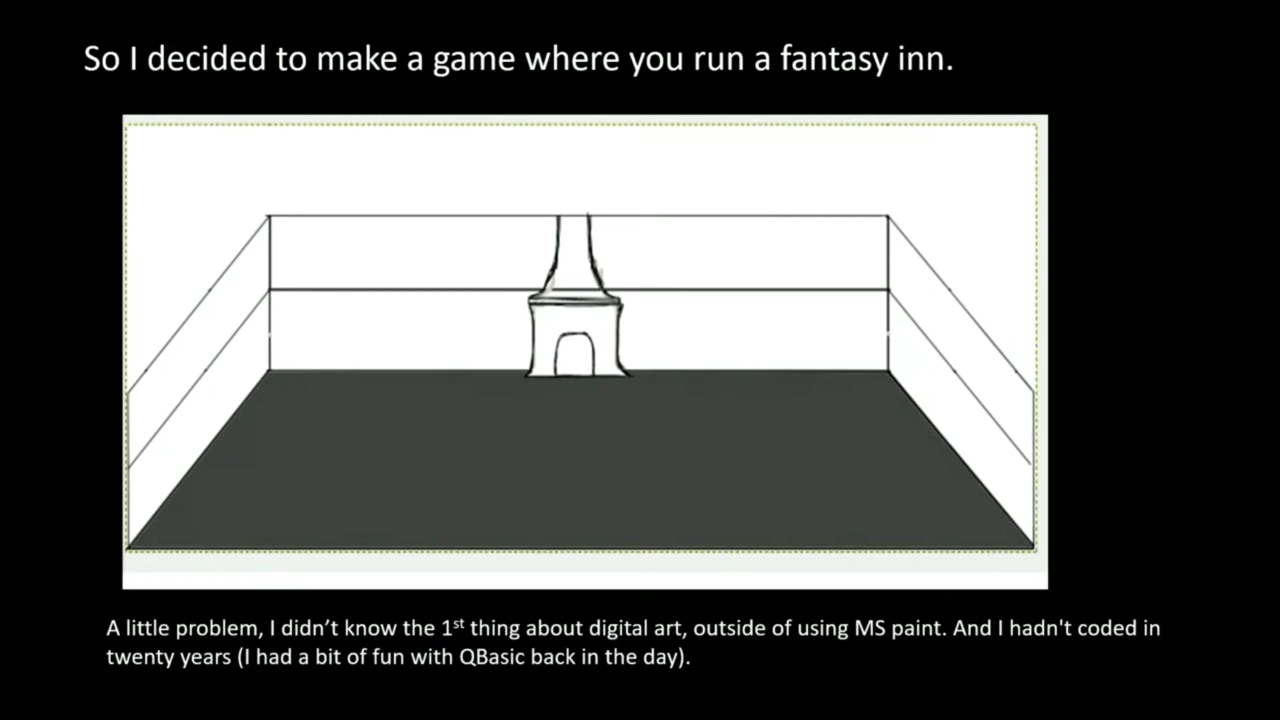 So I decided to make a game where you run a fantasy inn.
A little problem, I didn’t know the 1st thing about digital art, outside of using MS paint. And I hadn't coded in
twenty years (I had a bit of fun with QBasic back in the day).